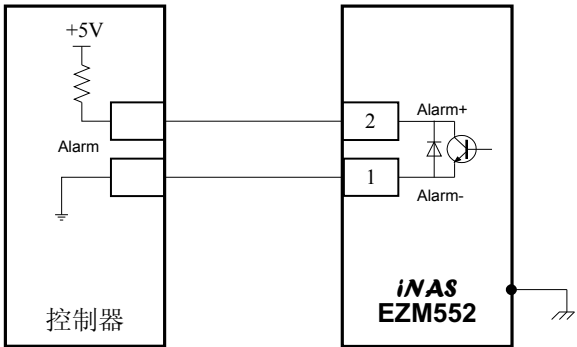 +5V
Alarm
控制器
2
1
Alarm+
Alarm-
iNAS
EZM552